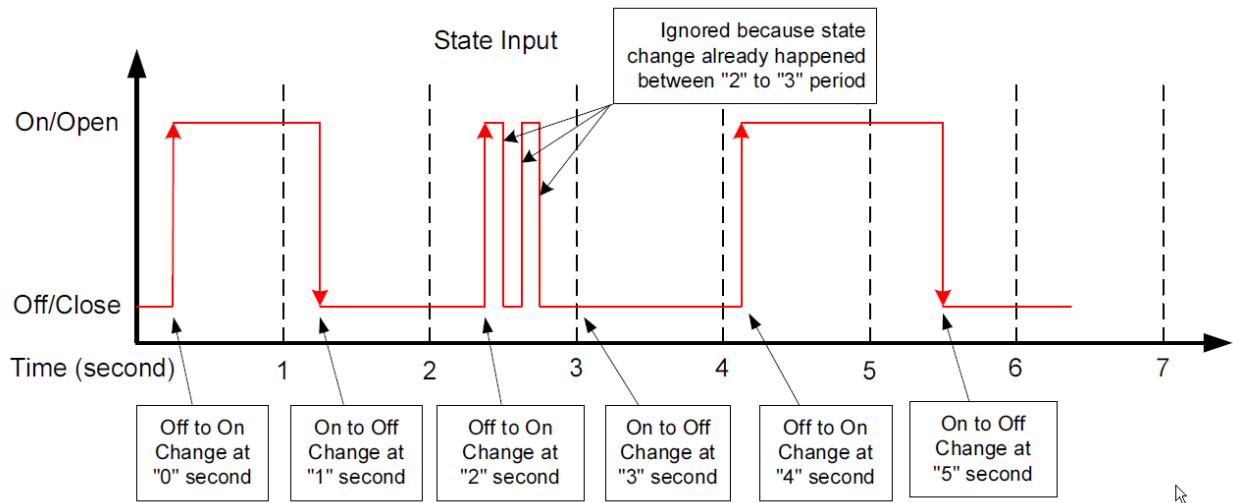 State Input
Ignored because state
change already happened
between "2" to "3" period
On/Open
Off/Close
Time (second)
1
2
3
4
5
6
7
Off to On
Change at
"0" second
On to Off
Change at
"1" second
Off to On
Change at
"2" second
On to Off
Change at
"3" second
Off to On
Change at
"4" second
On to Off
Change at
"5" second